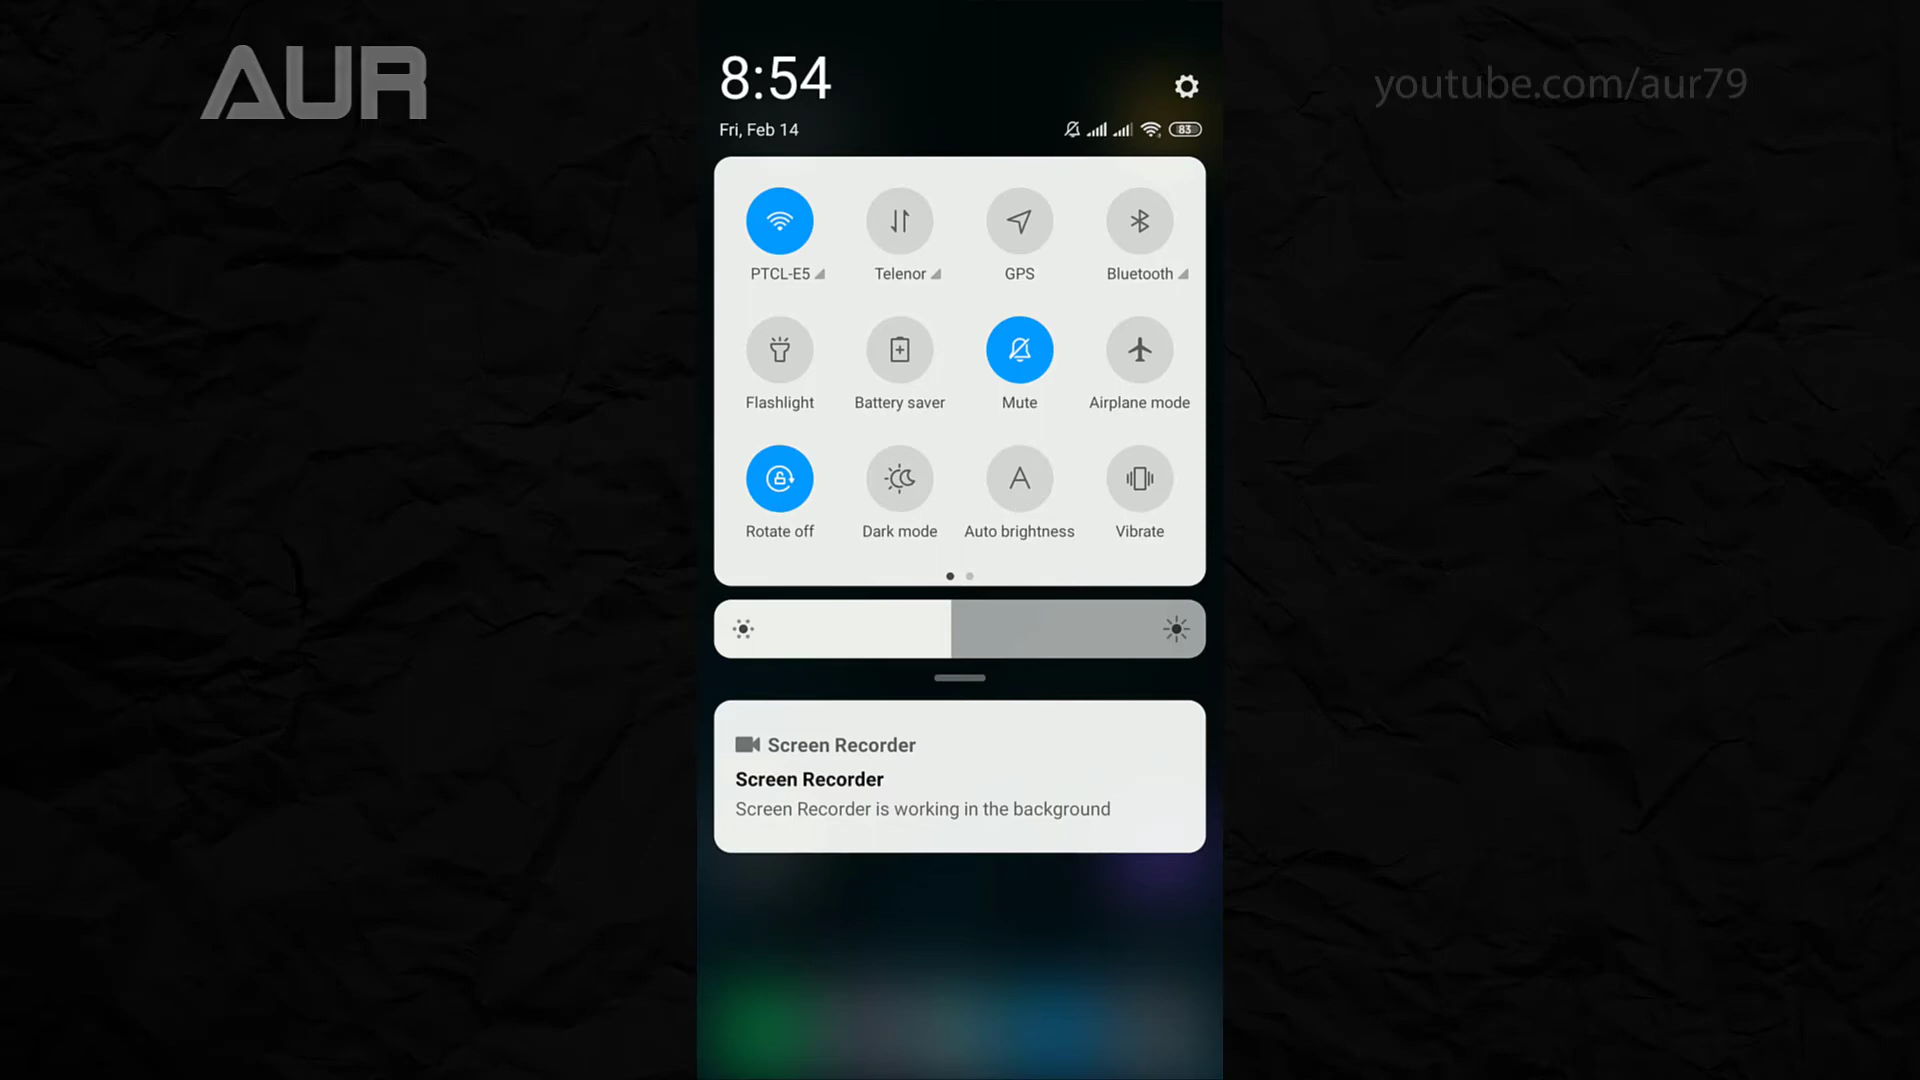 AUR
youtube.com/aur79
8:54
Fri, Feb 14
83
PTCL-E5
Telenor
GPS
Bluetooth
Flashlight
Battery saver
Mute
Airplane mode
Rotate off
Dark mode
A
Auto brightness
Vibrate
Screen Recorder
Screen Recorder
Screen Recorder is working in the background